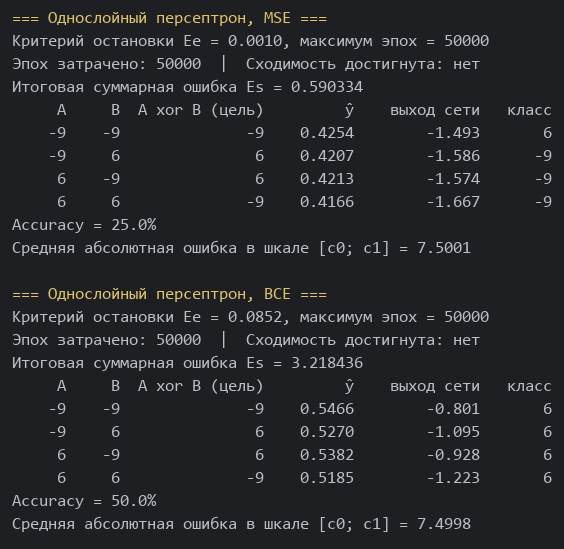 === Однослойный персептрон, MSE ===
Критерий остановки Ee = 0.0010, максимум эпох = 50000
Эпох затрачено: 50000 | Сходимость достигнута: нет
Итоговая суммарная ошибка Es = 0.590334
A B A xor B (цель) ŷ выход сети класс
-9 -9 -9 0.4254 -1.493 6
-9 6 6 0.4207 -1.586 -9
6 -9 6 0.4213 -1.574 -9
6 6 -9 0.4166 -1.667 -9
Accuracy = 25.0%
Средняя абсолютная ошибка в шкале [c0; c1] = 7.5001
=== Однослойный персептрон, BCE ===
Критерий остановки Ee = 0.0852, максимум эпох = 50000
Эпох затрачено: 50000 | Сходимость достигнута: нет
Итоговая суммарная ошибка Es = 3.218436
A B A xor B (цель) ŷ выход сети класс
-9 -9 -9 0.5466 -0.801 6
-9 6 6 0.5270 -1.095 6
6 -9 6 0.5382 -0.928 6
6 6 -9 0.5185 -1.223 6
Accuracy = 50.0%
Средняя абсолютная ошибка в шкале [c0; c1] = 7.4998